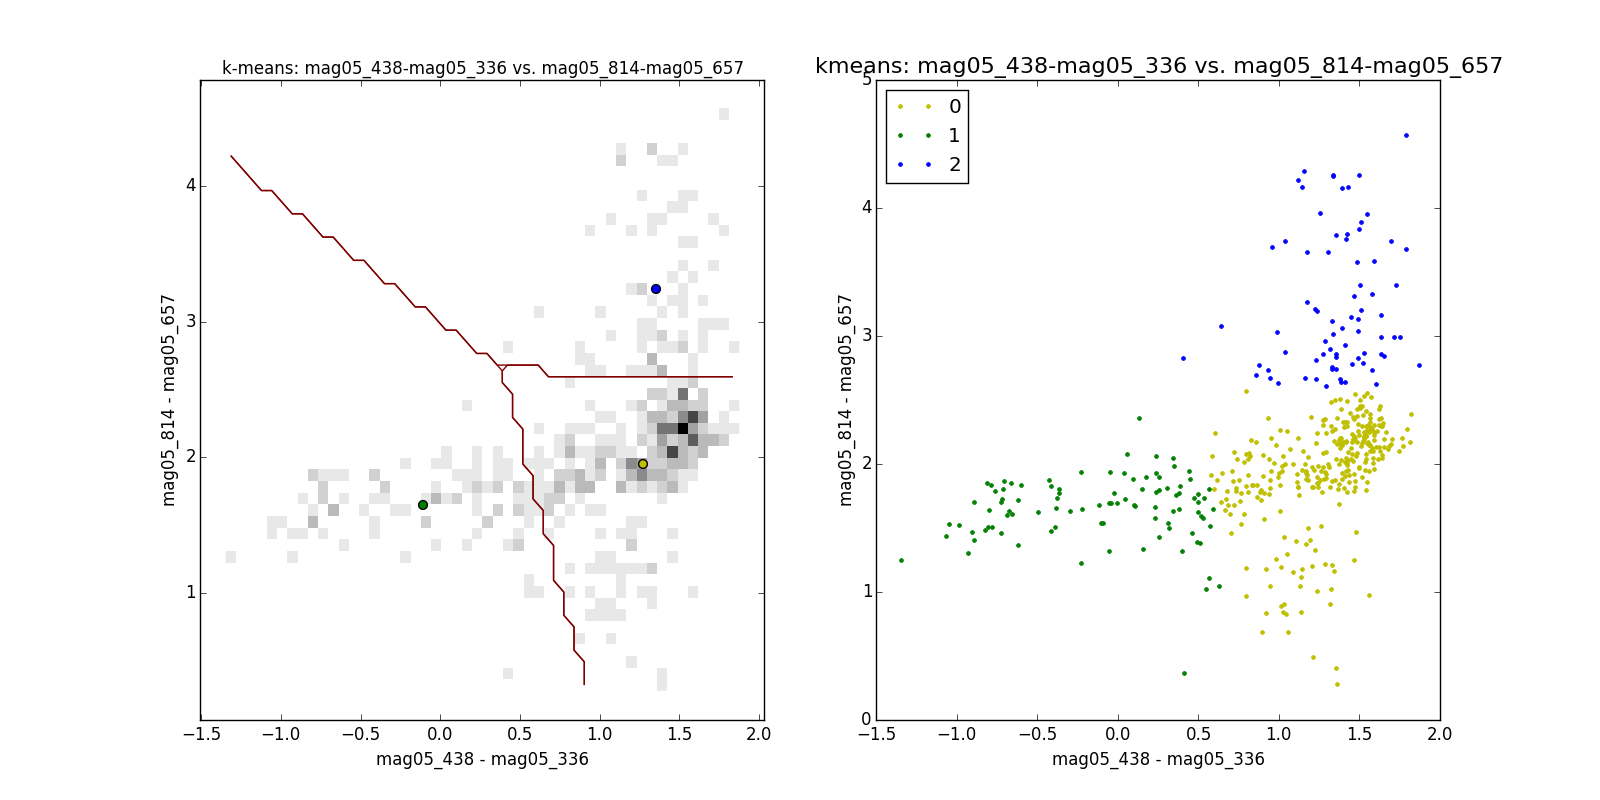 k-means: mag05_438-mag05_336 vs. mag05_814-mag05_657
4
3
2
1
−1.5 −1.0 −0.5 0.0 0.5 1.0 1.5 2.0
mag05_438 - mag05_336
mag05_814 - mag05_657
kmeans: mag05_438-mag05_336 vs. mag05_814-mag05_657
0
1
2
5
4
3
2
1
0
−1.5 −1.0 −0.5 0.0 0.5 1.0 1.5 2.0
mag05_438 - mag05_336
mag05_814 - mag05_657